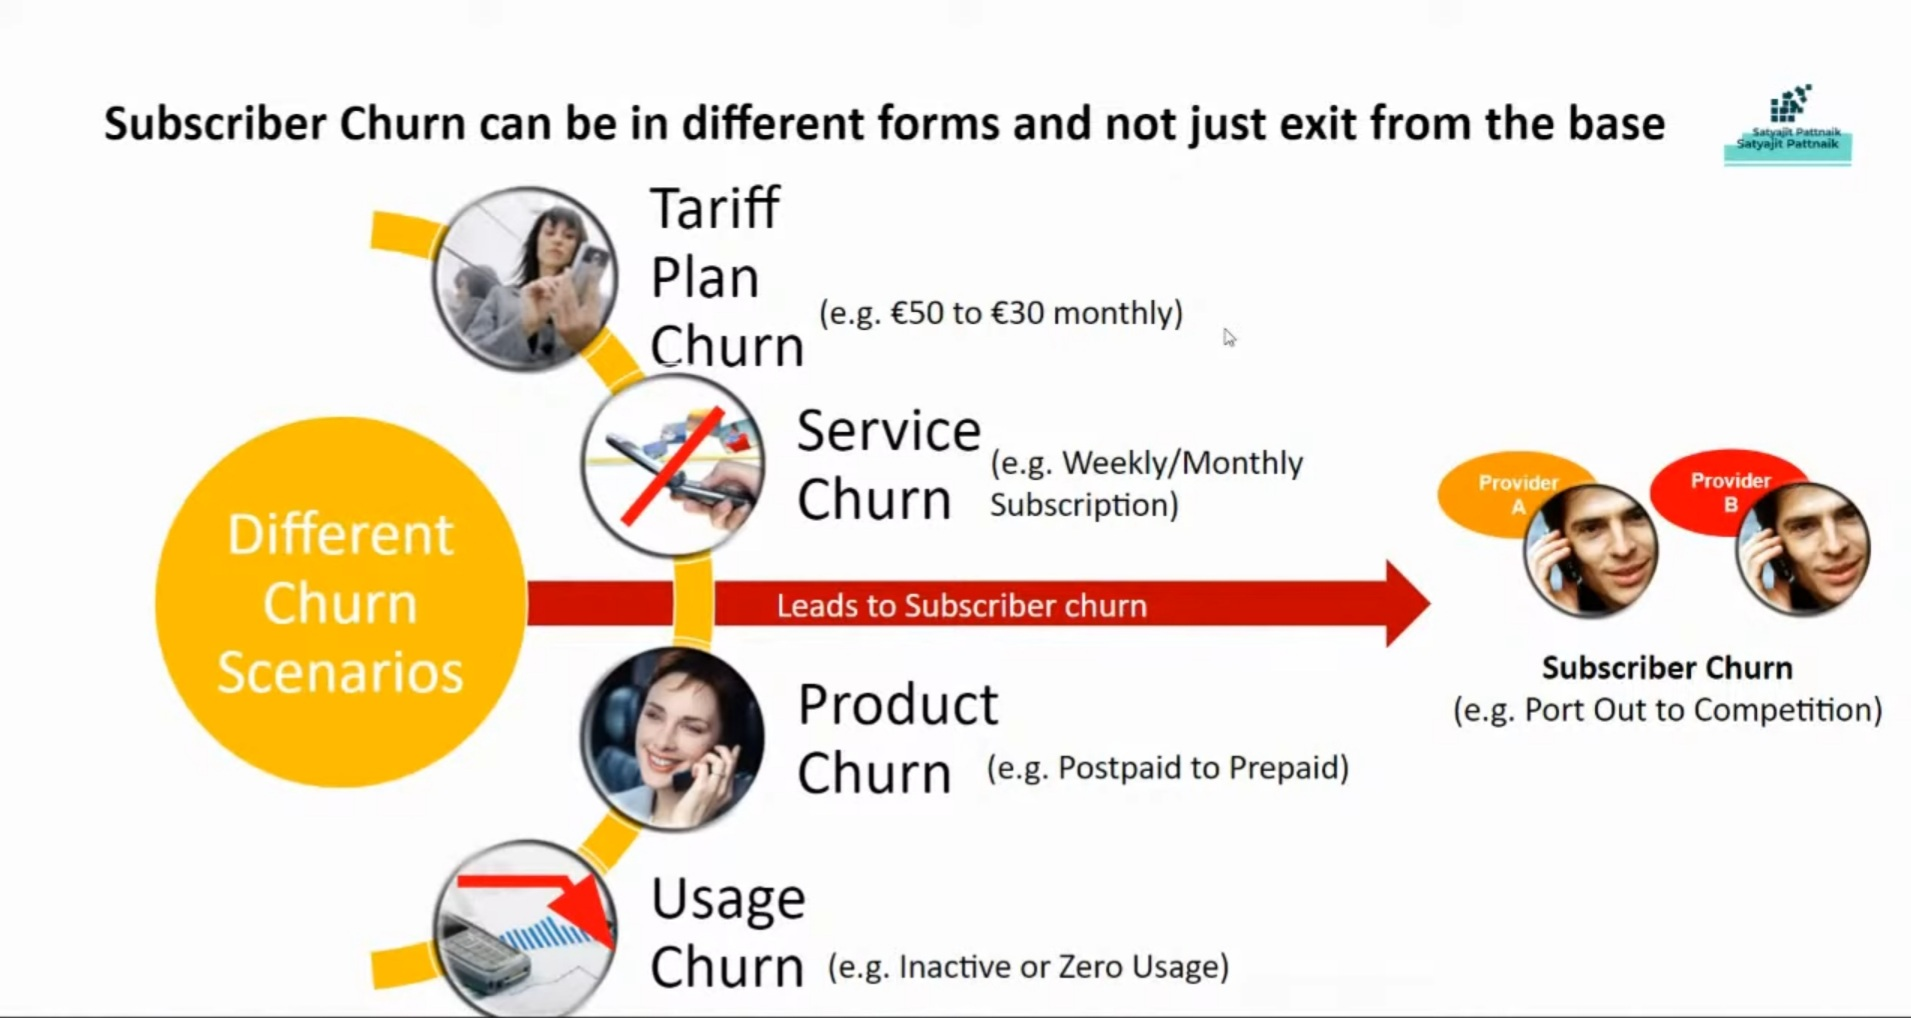 Subscriber Churn can be in different forms and not just exit from the base
Satyajit Pattnaik
Satyajit Pattnaik
Tariff
Plan
Churn
(e.g. €50 to €30 monthly)
Service
Churn
(e.g. Weekly/Monthly
Subscription)
Different
Churn
Scenarios
Leads to Subscriber churn
Provider
A
Provider
B
Subscriber Churn
(e.g. Port Out to Competition)
Product
Churn
(e.g. Postpaid to Prepaid)
Usage
Churn
(e.g. Inactive or Zero Usage)